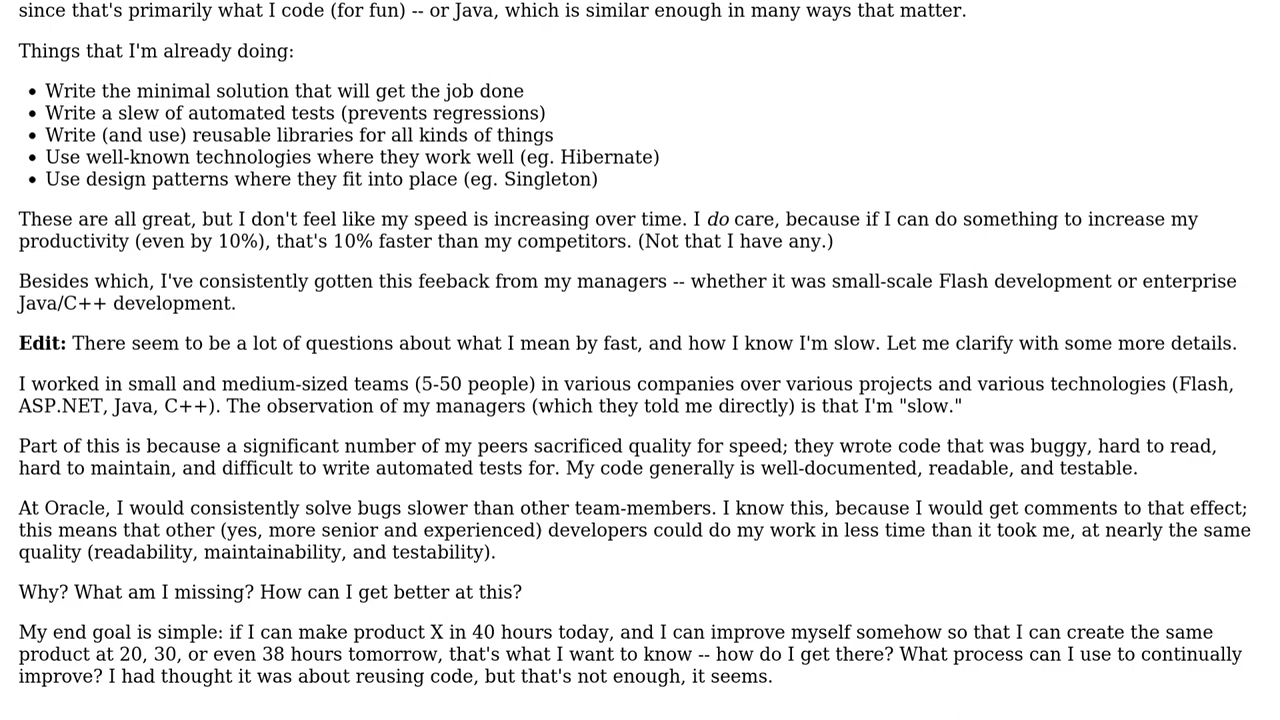 since that's primarily what I code (for fun) -- or Java, which is similar enough in many ways that matter.
Things that I'm already doing:
• Write the minimal solution that will get the job done
• Write a slew of automated tests (prevents regressions)
• Write (and use) reusable libraries for all kinds of things
• Use well-known technologies where they work well (eg. Hibernate)
• Use design patterns where they fit into place (eg. Singleton)
These are all great, but I don't feel like my speed is increasing over time. I do care, because if I can do something to increase my
productivity (even by 10%), that's 10% faster than my competitors. (Not that I have any.)
Besides which, I've consistently gotten this feeback from my managers -- whether it was small-scale Flash development or enterprise
Java/C++ development.
Edit: There seem to be a lot of questions about what I mean by fast, and how I know I'm slow. Let me clarify with some more details.
I worked in small and medium-sized teams (5-50 people) in various companies over various projects and various technologies (Flash,
ASP.NET, Java, C++). The observation of my managers (which they told me directly) is that I'm "slow."
Part of this is because a significant number of my peers sacrificed quality for speed; they wrote code that was buggy, hard to read,
hard to maintain, and difficult to write automated tests for. My code generally is well-documented, readable, and testable.
At Oracle, I would consistently solve bugs slower than other team-members. I know this, because I would get comments to that effect;
this means that other (yes, more senior and experienced) developers could do my work in less time than it took me, at nearly the same
quality (readability, maintainability, and testability).
Why? What am I missing? How can I get better at this?
My end goal is simple: if I can make product X in 40 hours today, and I can improve myself somehow so that I can create the same
product at 20, 30, or even 38 hours tomorrow, that's what I want to know -- how do I get there? What process can I use to continually
improve? I had thought it was about reusing code, but that's not enough, it seems.